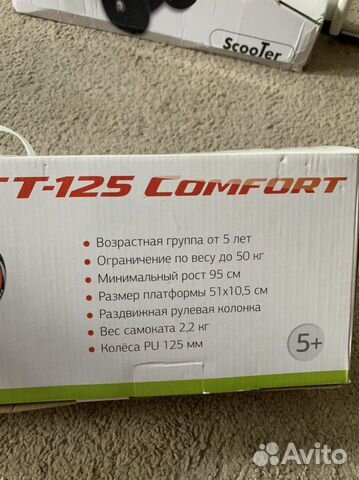 ScooTer
T-125 COMFORT
• Возрастная группа от 5 лет
• Ограничение по весу до 50 кг
• Минимальный рост 95 см
• Размер платформы 51х10,5 см
• Раздвижная рулевая колонка
• Вес самоката 2,2 кг
• Колёса PU 125 мм
5+
Avito